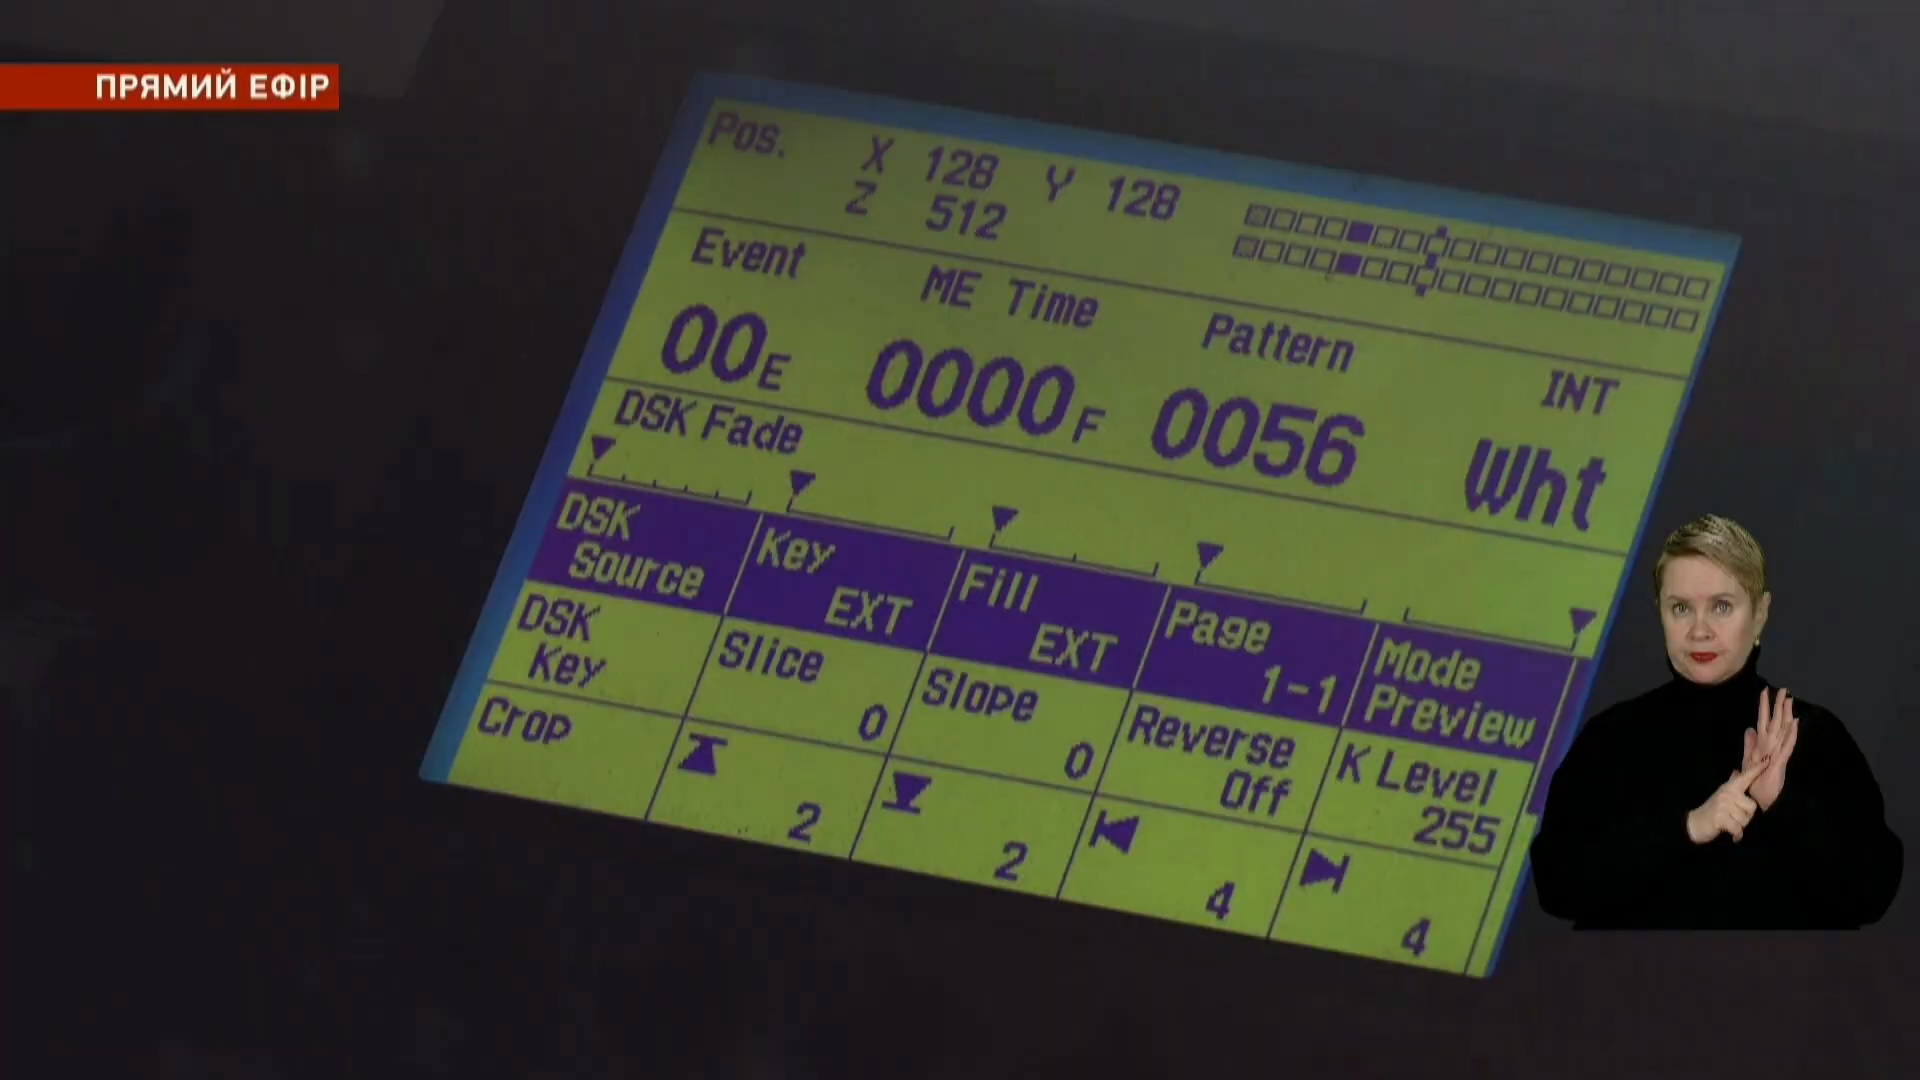 ПРЯМИЙ ЕФІР
Pos. X 128 Y 128
Z 512
Event ME Time Pattern INT
00E 0000F 0056 Wht
DSK Fade
DSK Source Key EXT Fill EXT Page 1-1 Mode Preview
DSK Key Slice 0 Slope 0 Reverse Off K Level 255
Crop 2 2 4 4